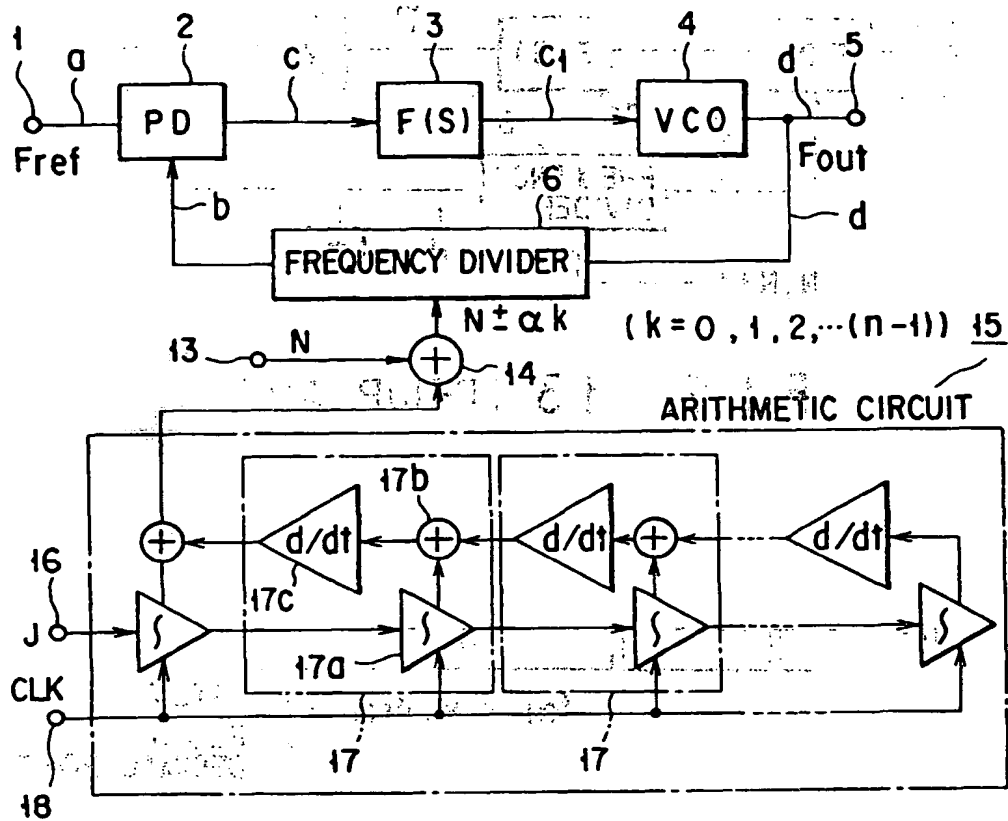 1
a
2
c
3
c1
4
d
5
PD
F(S)
VCO
Fref
Fout
b
6
d
FREQUENCY DIVIDER
N ± αk
(k=0, 1, 2, ⋯(n-1))
15
13
N
+
14
ARITHMETIC CIRCUIT
17b
+
d/dt
+
d/dt
+
d/dt
16
17c
J
∫
∫
∫
∫
17a
CLK
18
17
17